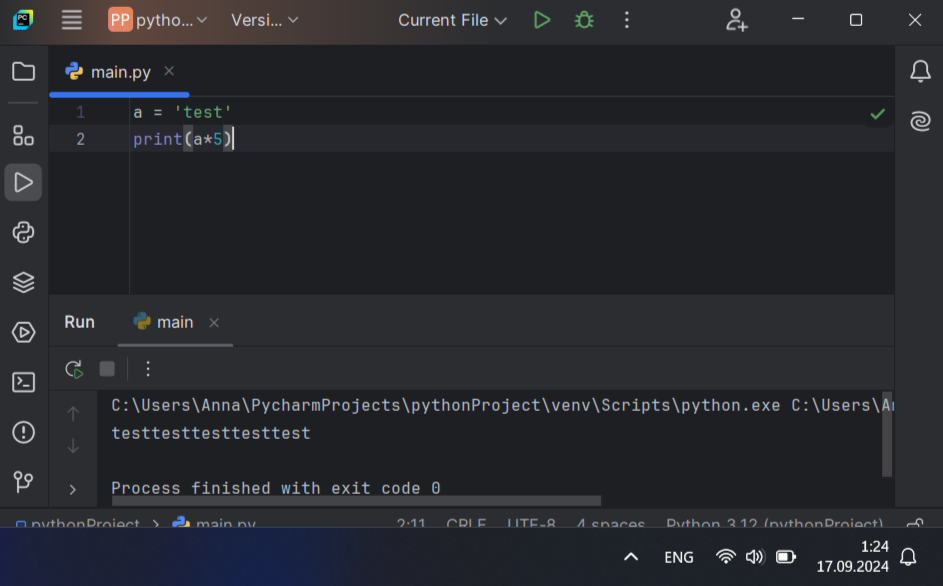 PC
PP pytho... Versi... Current File
main.py
1 a = 'test'
2 print(a*5)
Run main
C:\Users\Anna\PycharmProjects\pythonProject\venv\Scripts\python.exe C:\Users\An
testtesttesttesttest
Process finished with exit code 0
pythonProject > main.py 2:11 CRLF UTF-8 4 spaces Python 3.12 (pythonProject)
ENG 1:24
17.09.2024